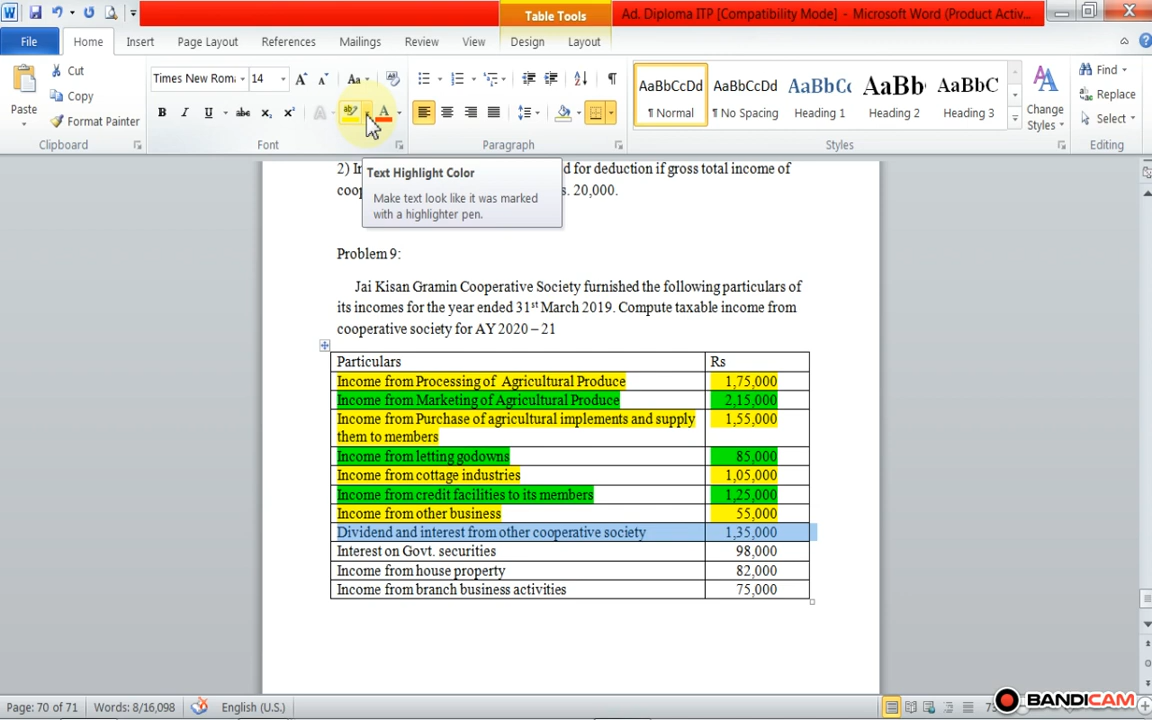 Table Tools
Ad. Diploma ITP [Compatibility Mode] - Microsoft Word (Product Activ...
File Home Insert Page Layout References Mailings Review View Design Layout
Paste
Cut
Copy
Format Painter
Clipboard
Times New Rom 14 A A Aa
B I U abc x₂ x² A ab A
Font
Paragraph
AaBbCcDd AaBbCcDd AaBbCc AaBb AaBbC
¶ Normal ¶ No Spacing Heading 1 Heading 2 Heading 3
Change Styles
Styles
Find
Replace
Select
Editing
Text Highlight Color
Make text look like it was marked
with a highlighter pen.
2) I d for deduction if gross total income of
coop s. 20,000.
Problem 9:
Jai Kisan Gramin Cooperative Society furnished the following particulars of
its incomes for the year ended 31st March 2019. Compute taxable income from
cooperative society for AY 2020 – 21
Particulars Rs
Income from Processing of Agricultural Produce 1,75,000
Income from Marketing of Agricultural Produce 2,15,000
Income from Purchase of agricultural implements and supply 1,55,000
them to members
Income from letting godowns 85,000
Income from cottage industries 1,05,000
Income from credit facilities to its members 1,25,000
Income from other business 55,000
Dividend and interest from other cooperative society 1,35,000
Interest on Govt. securities 98,000
Income from house property 82,000
Income from branch business activities 75,000
Page: 70 of 71 Words: 8/16,098 English (U.S.)
BANDICAM